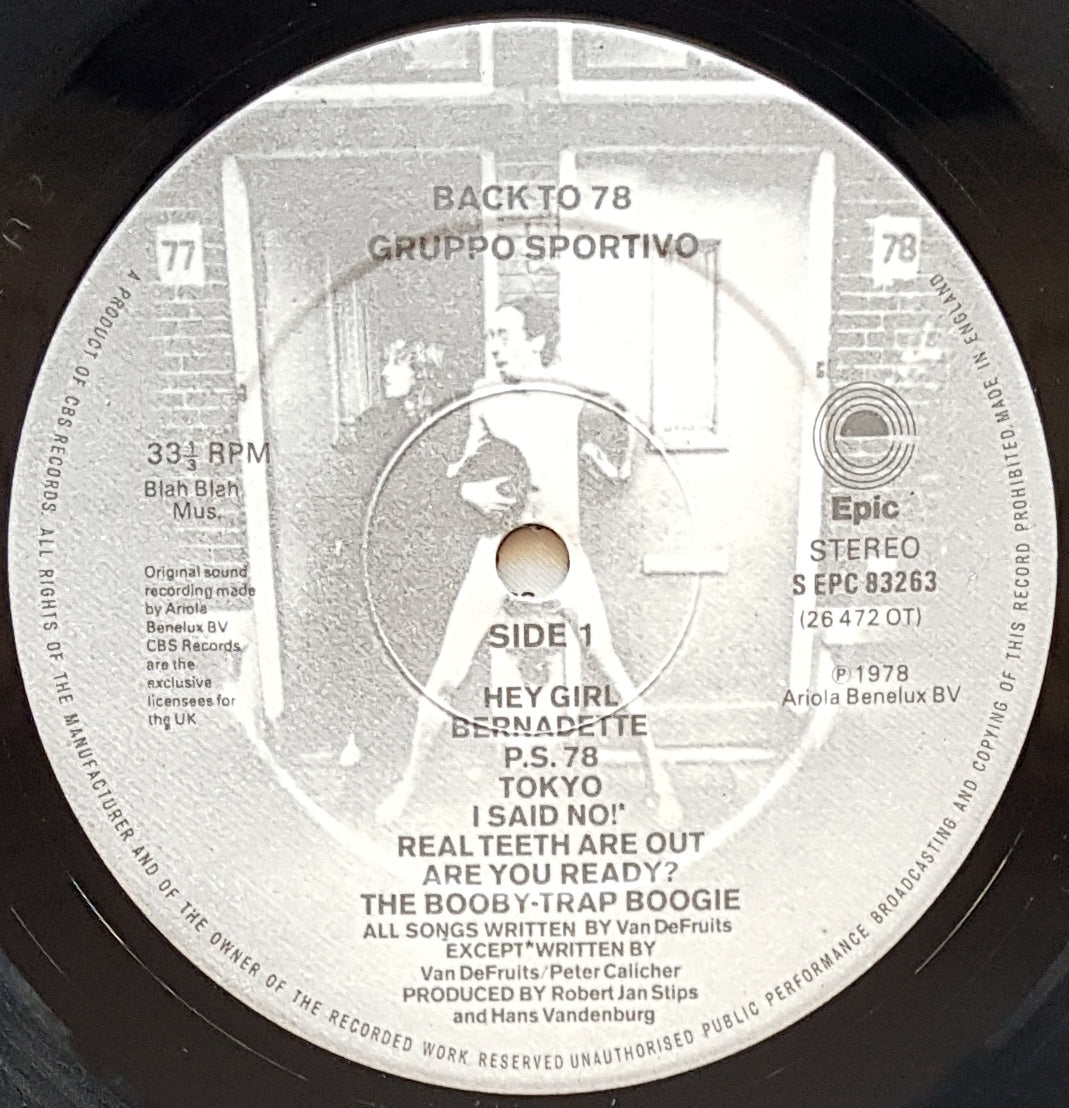 BACK TO 78
GRUPPO SPORTIVO
77
78
33⅓ RPM
Blah Blah
Mus.
Original sound
recording made
by Ariola
Benelux BV
CBS Records
are the
exclusive
licensees for
the UK
Epic
STEREO
S EPC 83263
(26 472 OT)
Ⓟ 1978
Ariola Benelux BV
SIDE 1
HEY GIRL
BERNADETTE
P.S. 78
TOKYO
I SAID NO!*
REAL TEETH ARE OUT
ARE YOU READY?
THE BOOBY-TRAP BOOGIE
ALL SONGS WRITTEN BY Van DeFruits
EXCEPT *WRITTEN BY
Van DeFruits/Peter Calicher
PRODUCED BY Robert Jan Stips
and Hans Vandenburg
A PRODUCT OF CBS RECORDS. ALL RIGHTS OF THE MANUFACTURER AND OF THE OWNER OF THE RECORDED WORK RESERVED UNAUTHORISED PUBLIC PERFORMANCE BROADCASTING AND COPYING OF THIS RECORD PROHIBITED. MADE IN ENGLAND